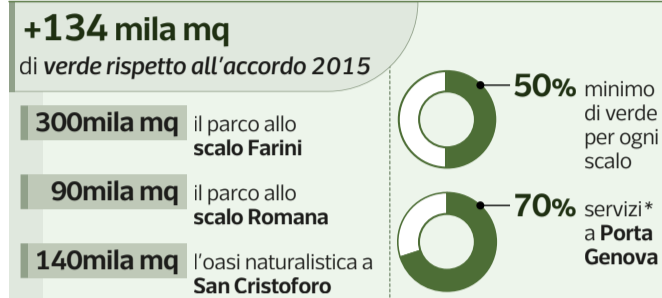 +134 mila mq
di verde rispetto all'accordo 2015
300mila mq
il parco allo
scalo Farini
90mila mq
il parco allo
scalo Romana
140mila mq
l'oasi naturalistica a
San Cristoforo
50% minimo
di verde
per ogni
scalo
70% servizi*
a Porta
Genova